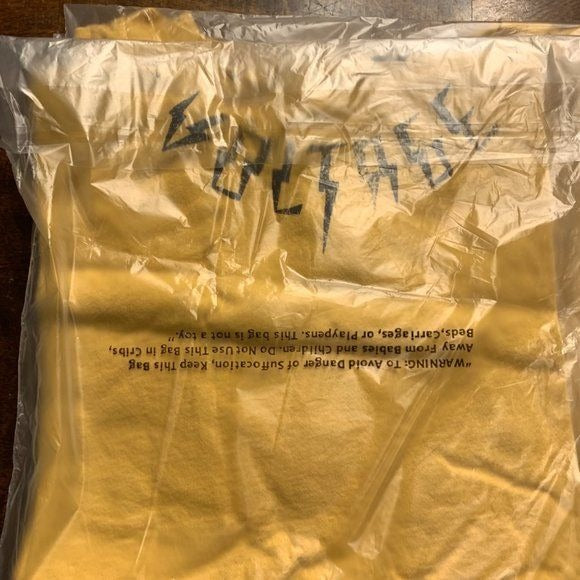 "WARNING: To Avoid Danger of Suffocation, Keep This Bag
Away From Babies and Children. Do Not Use This Bag in Cribs,
Beds,Carriages, or Playpens. This bag is not a toy."